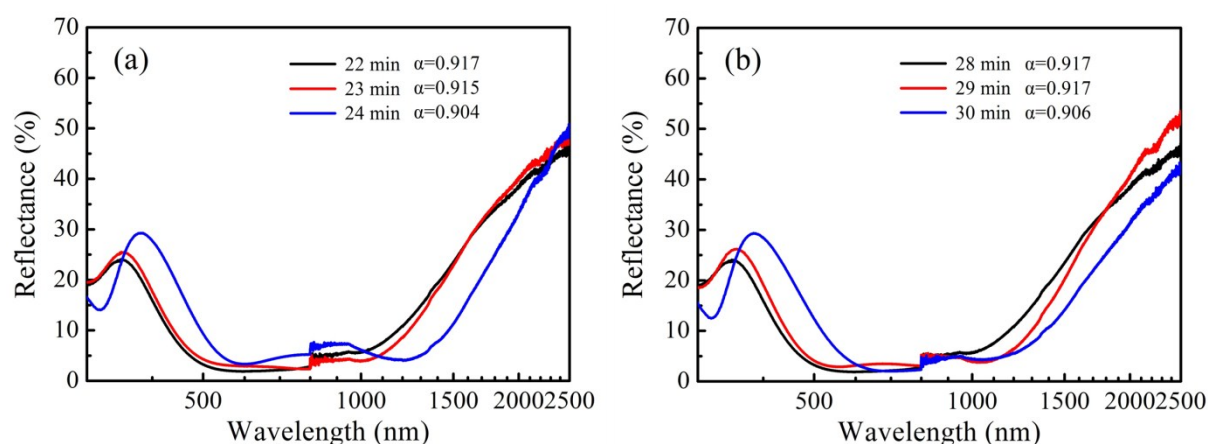 70
60
50
40
30
20
10
0
Reflectance (%)
(a)
22 min α=0.917
23 min α=0.915
24 min α=0.904
500 1000 1500 2000 2500
Wavelength (nm)
70
60
50
40
30
20
10
0
Reflectance (%)
(b)
28 min α=0.917
29 min α=0.917
30 min α=0.906
500 1000 1500 2000 2500
Wavelength (nm)